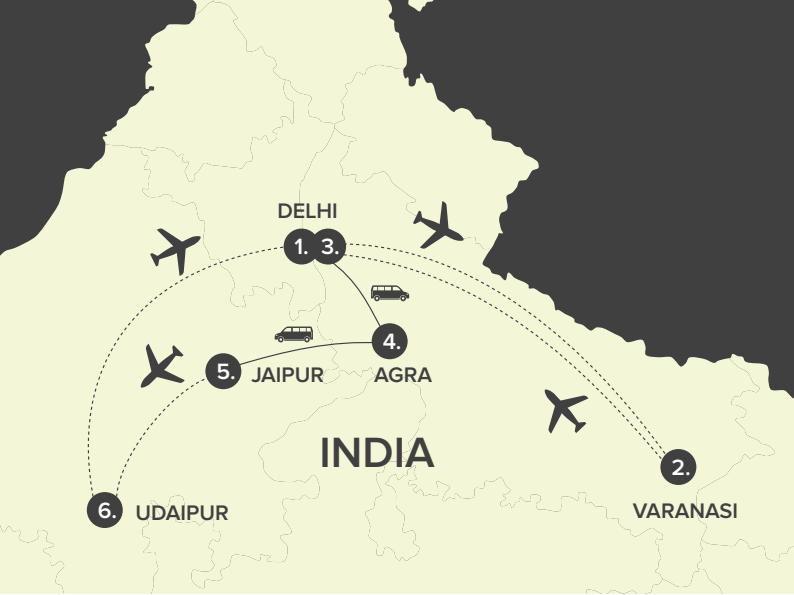 DELHI
1. 3.
4.
5. JAIPUR AGRA
INDIA
2.
6. UDAIPUR VARANASI